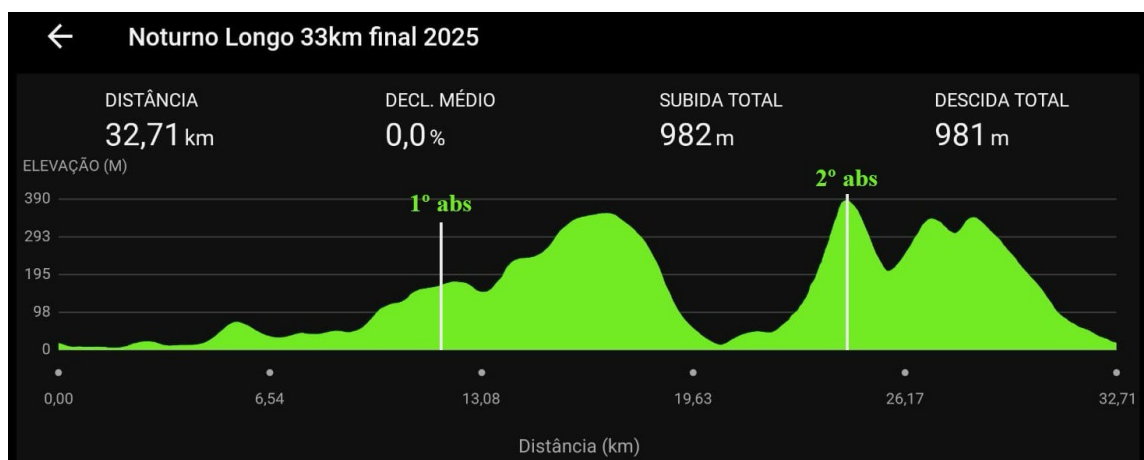 Noturno Longo 33km final 2025
DISTÂNCIA DECL. MÉDIO SUBIDA TOTAL DESCIDA TOTAL
32,71 km 0,0 % 982 m 981 m
ELEVAÇÃO (M)
2º abs
390
1º abs
293
195
98
0
0,00 6,54 13,08 19,63 26,17 32,71
Distância (km)